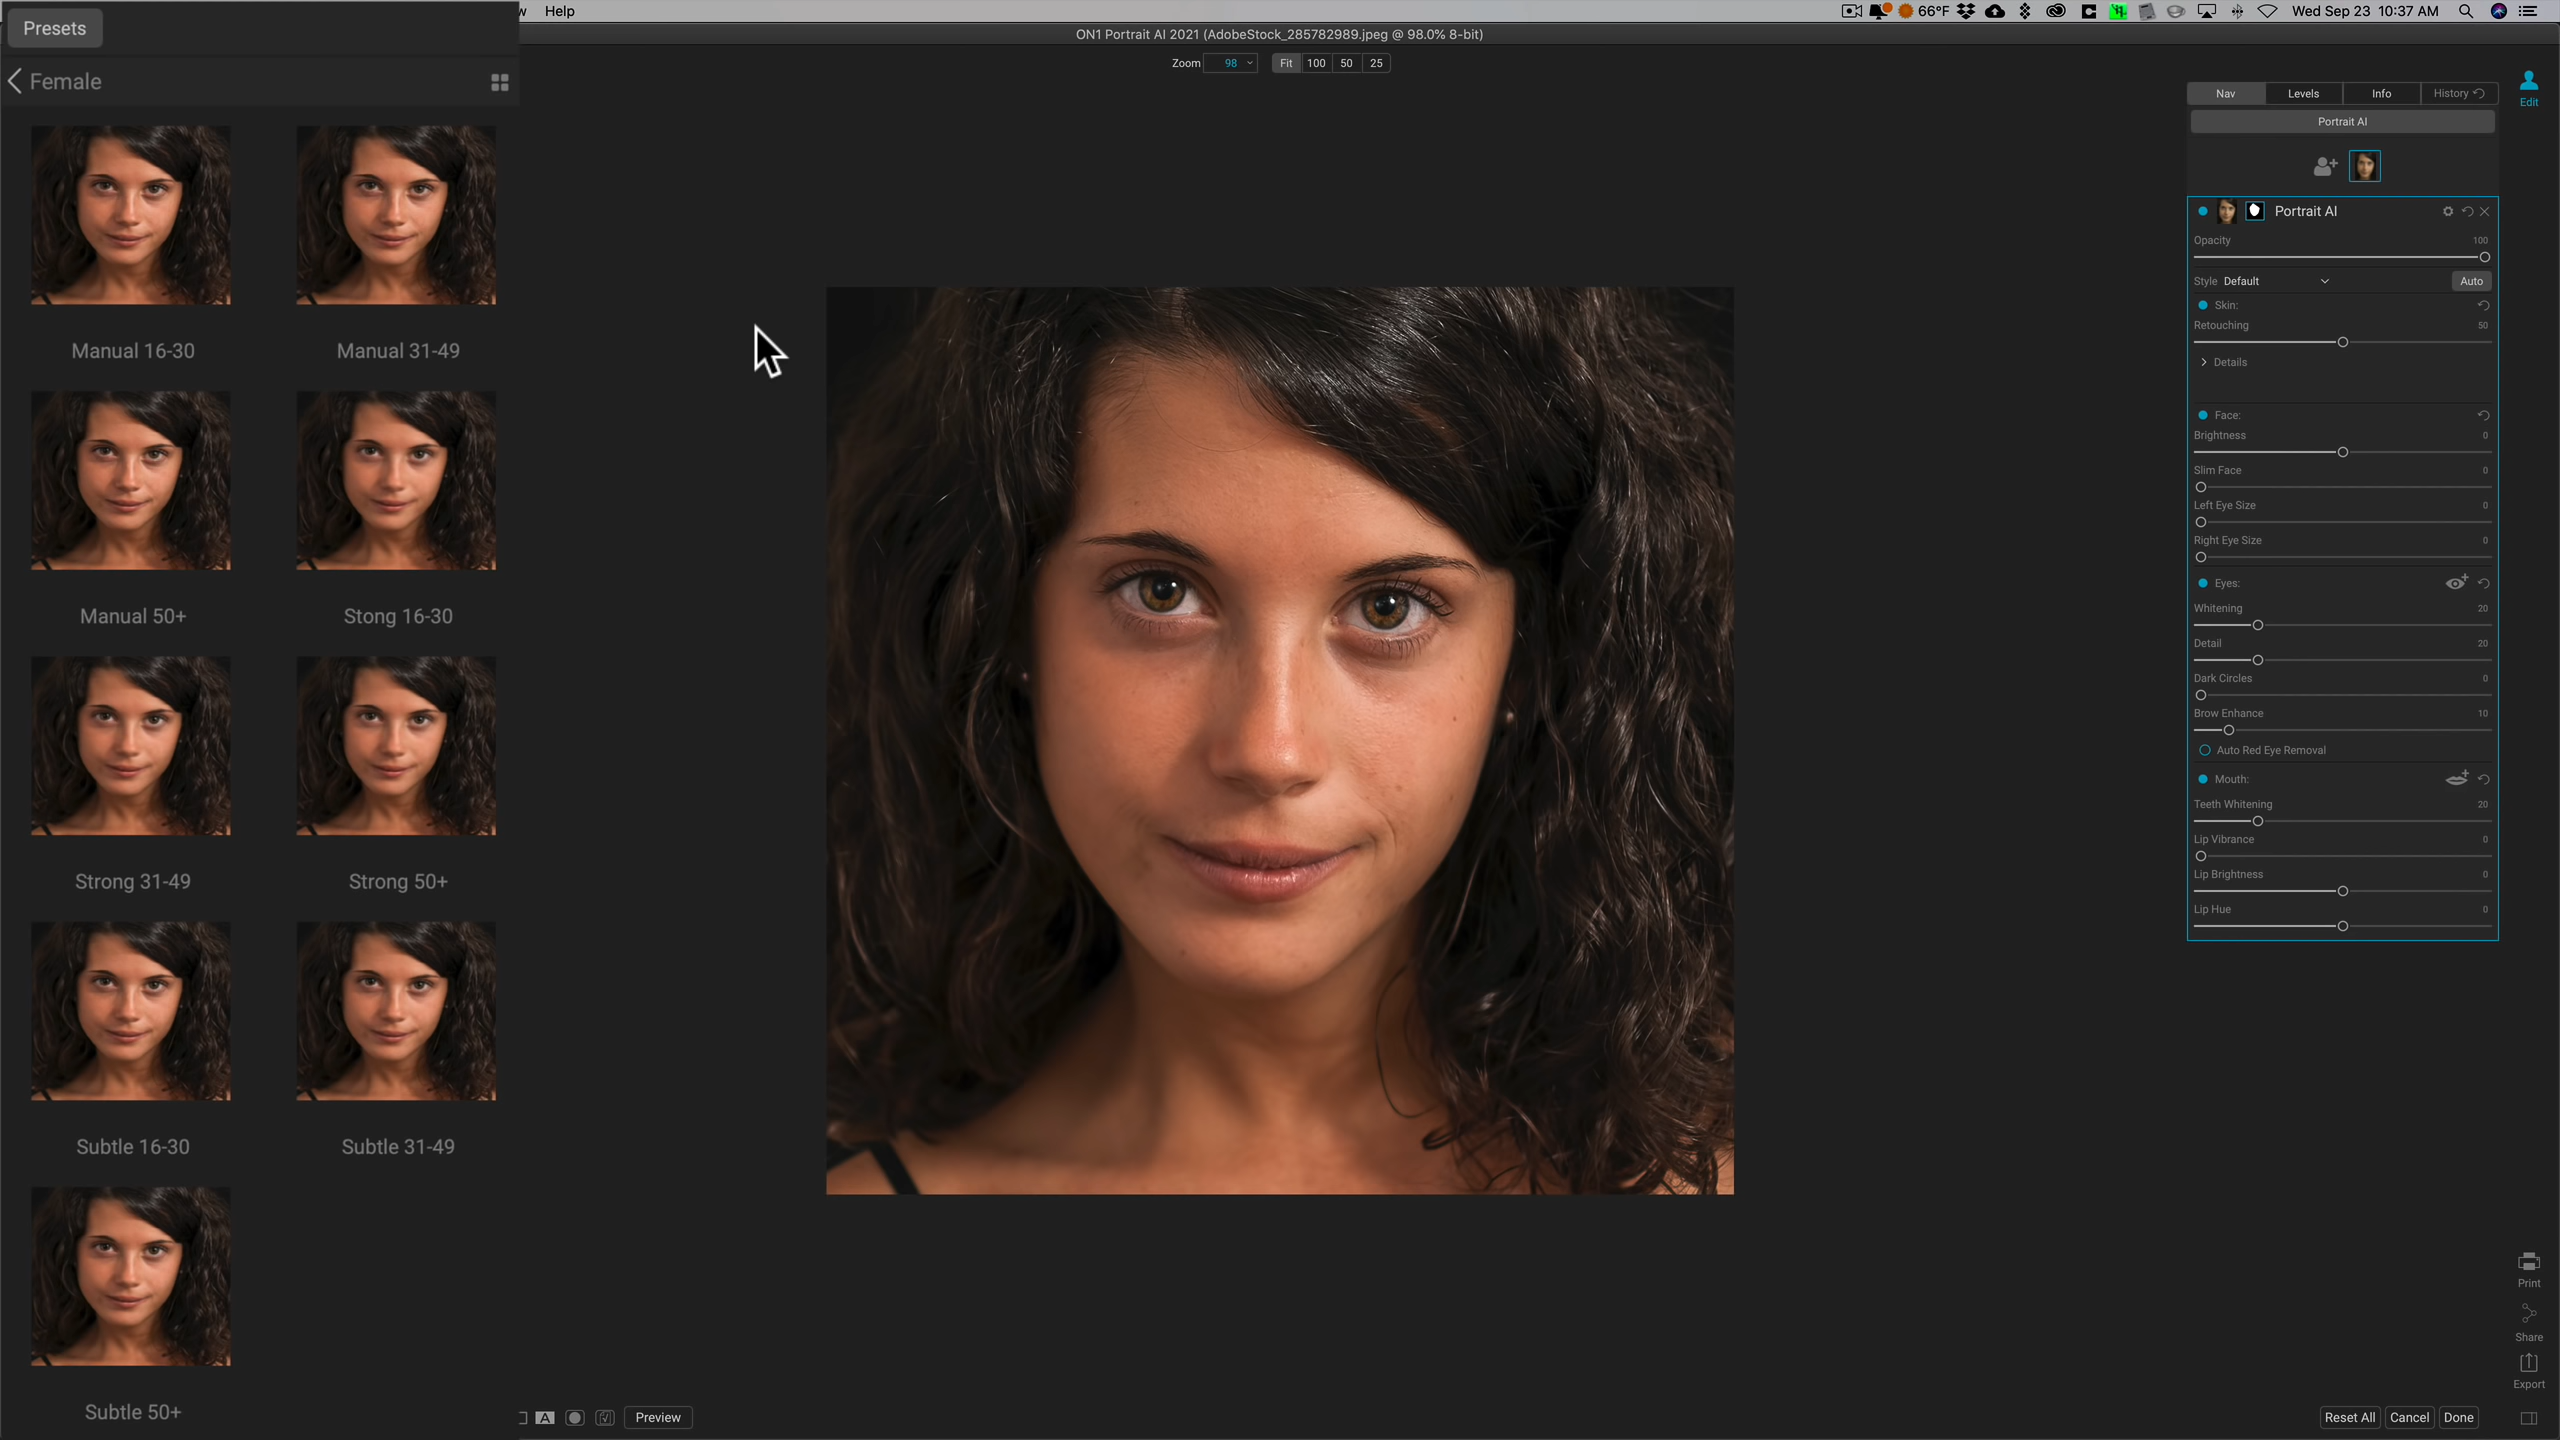 Help
66°F
Wed Sep 23 10:37 AM
Presets
ON1 Portrait AI 2021 (AdobeStock_285782989.jpeg @ 98.0% 8-bit)
Zoom 98 Fit 100 50 25
Female
Manual 16-30 Manual 31-49
Manual 50+ Stong 16-30
Strong 31-49 Strong 50+
Subtle 16-30 Subtle 31-49
Subtle 50+
A
Preview
Nav Levels Info History
Edit
Portrait AI
Portrait AI
Opacity 100
Style Default Auto
Skin:
Retouching 50
Details
Face:
Brightness 0
Slim Face 0
Left Eye Size 0
Right Eye Size 0
Eyes:
Whitening 20
Detail 20
Dark Circles 0
Brow Enhance 10
Auto Red Eye Removal
Mouth:
Teeth Whitening 20
Lip Vibrance 0
Lip Brightness 0
Lip Hue 0
Print
Share
Export
Reset All Cancel Done